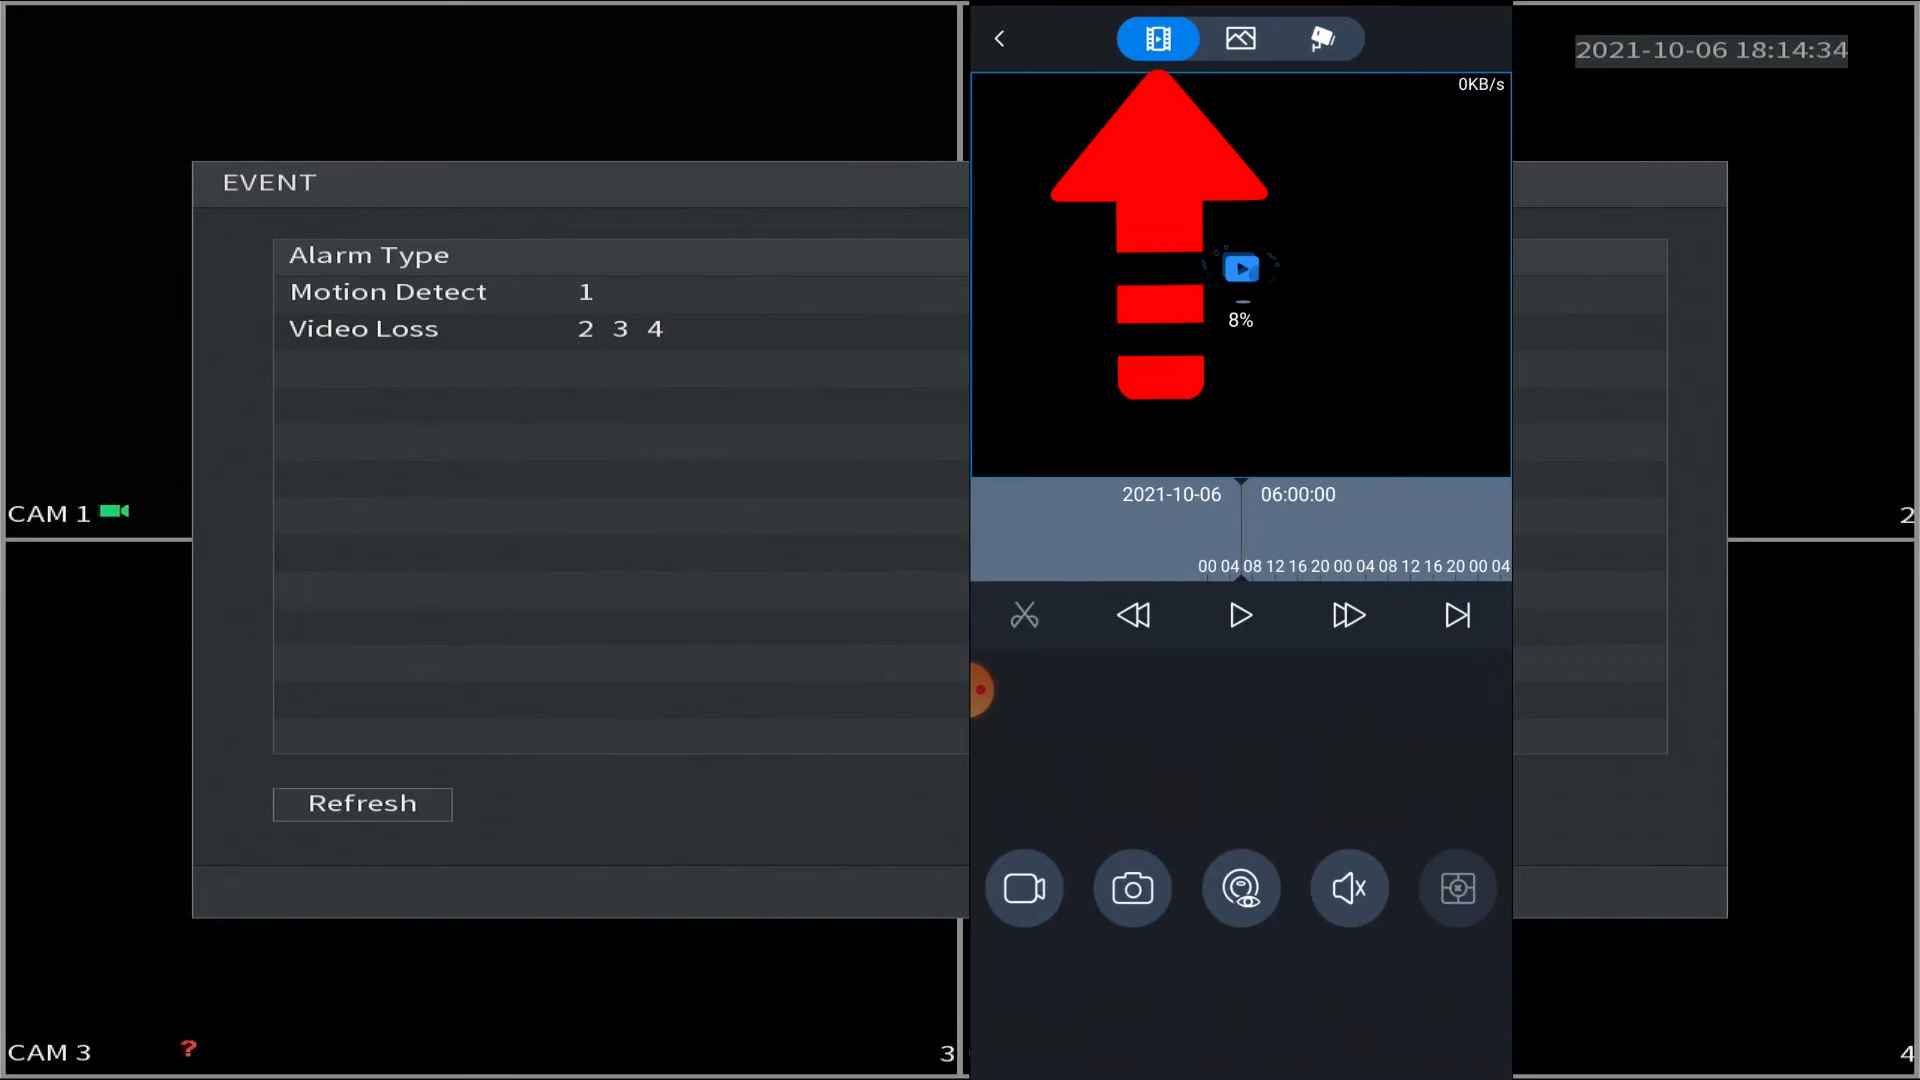 2021-10-06 18:14:34
0KB/s
EVENT
Alarm Type
Motion Detect 1
Video Loss 2 3 4
8%
2021-10-06 06:00:00
CAM 1
2
00 04 08 12 16 20 00 04 08 12 16 20 00 04
Refresh
CAM 3 ? 3
4